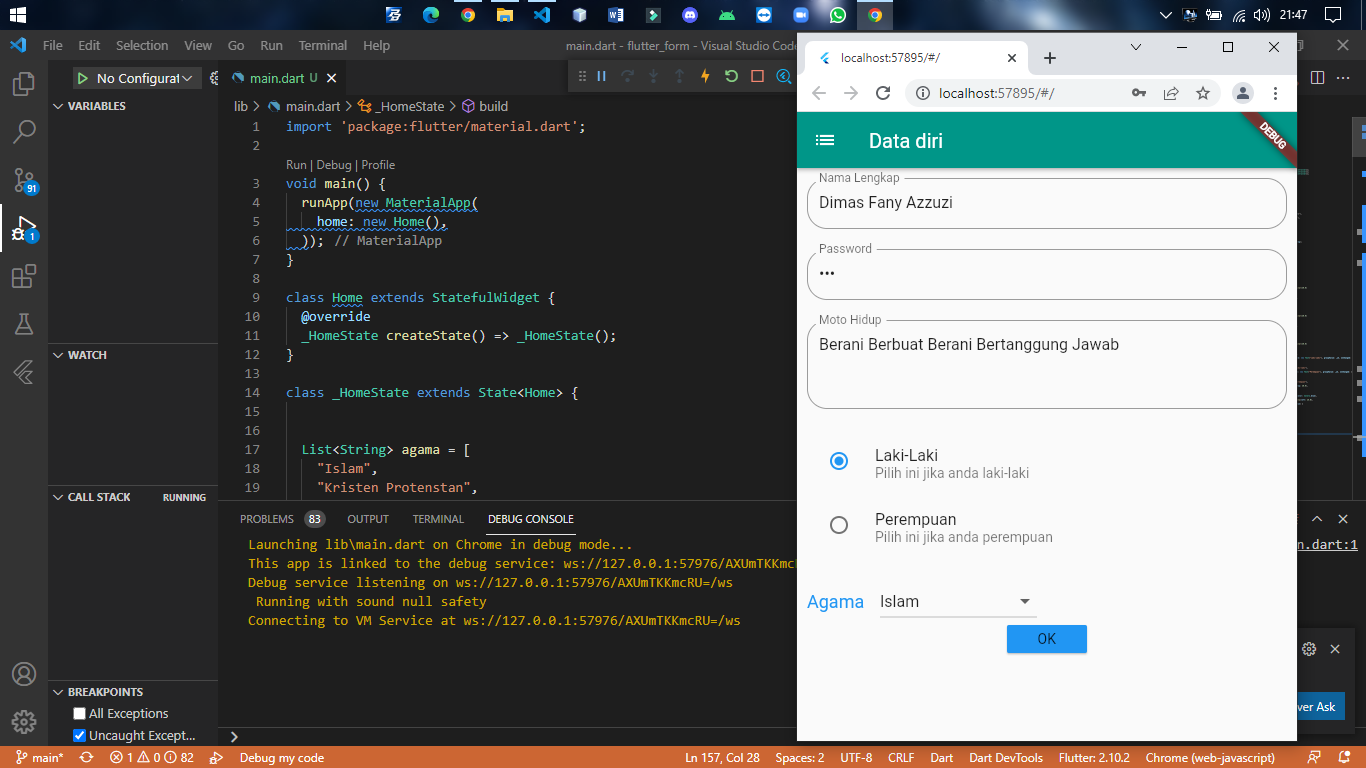 21:47
File Edit Selection View Go Run Terminal Help
main.dart - flutter_form - Visual Studio Code
No Configurat
main.dart U
VARIABLES
WATCH
CALL STACK RUNNING
BREAKPOINTS
All Exceptions
Uncaught Except...
91
1
lib > main.dart > _HomeState > build
1 import 'package:flutter/material.dart';
2
Run | Debug | Profile
3 void main() {
4 runApp(new MaterialApp(
5 home: new Home(),
6 )); // MaterialApp
7 }
8
9 class Home extends StatefulWidget {
10 @override
11 _HomeState createState() => _HomeState();
12 }
13
14 class _HomeState extends State<Home> {
15
16
17 List<String> agama = [
18 "Islam",
19 "Kristen Protenstan",
PROBLEMS 83 OUTPUT TERMINAL DEBUG CONSOLE
Launching lib\main.dart on Chrome in debug mode...
This app is linked to the debug service: ws://127.0.0.1:57976/AXUmTKKmcRU
Debug service listening on ws://127.0.0.1:57976/AXUmTKKmcRU=/ws
Running with sound null safety
Connecting to VM Service at ws://127.0.0.1:57976/AXUmTKKmcRU=/ws
n.dart:1
ver Ask
localhost:57895/#/
localhost:57895/#/
Data diri
DEBUG
Nama Lengkap
Dimas Fany Azzuzi
Password
•••
Moto Hidup
Berani Berbuat Berani Bertanggung Jawab
Laki-Laki
Pilih ini jika anda laki-laki
Perempuan
Pilih ini jika anda perempuan
Agama Islam
OK
main* 1 0 82 Debug my code Ln 157, Col 28 Spaces: 2 UTF-8 CRLF Dart Dart DevTools Flutter: 2.10.2 Chrome (web-javascript)